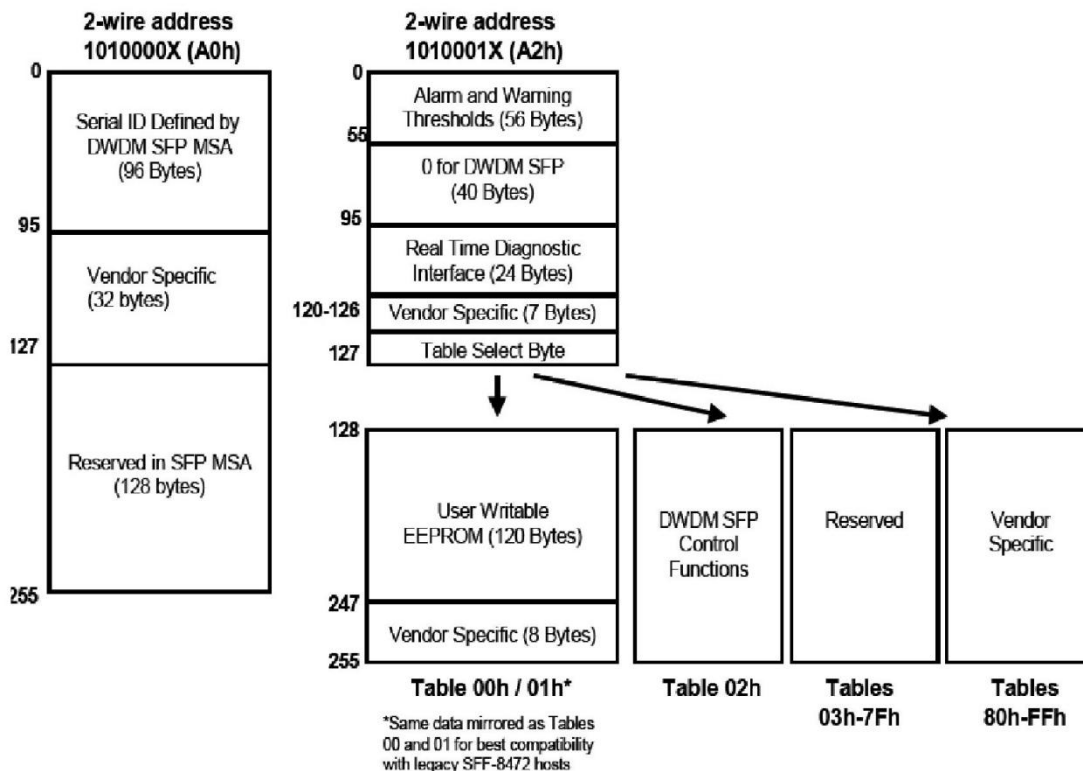 2-wire address
1010000X (A0h)
0
Serial ID Defined by
DWDM SFP MSA
(96 Bytes)
95
Vendor Specific
(32 bytes)
127
Reserved in SFP MSA
(128 bytes)
255
2-wire address
1010001X (A2h)
0
Alarm and Warning
Thresholds (56 Bytes)
55
0 for DWDM SFP
(40 Bytes)
95
Real Time Diagnostic
Interface (24 Bytes)
120-126
Vendor Specific (7 Bytes)
127
Table Select Byte
128
User Writable
EEPROM (120 Bytes)
247
Vendor Specific (8 Bytes)
255
Table 00h / 01h*
*Same data mirrored as Tables
00 and 01 for best compatibility
with legacy SFF-8472 hosts
DWDM SFP
Control
Functions
Table 02h
Reserved
Tables
03h-7Fh
Vendor
Specific
Tables
80h-FFh